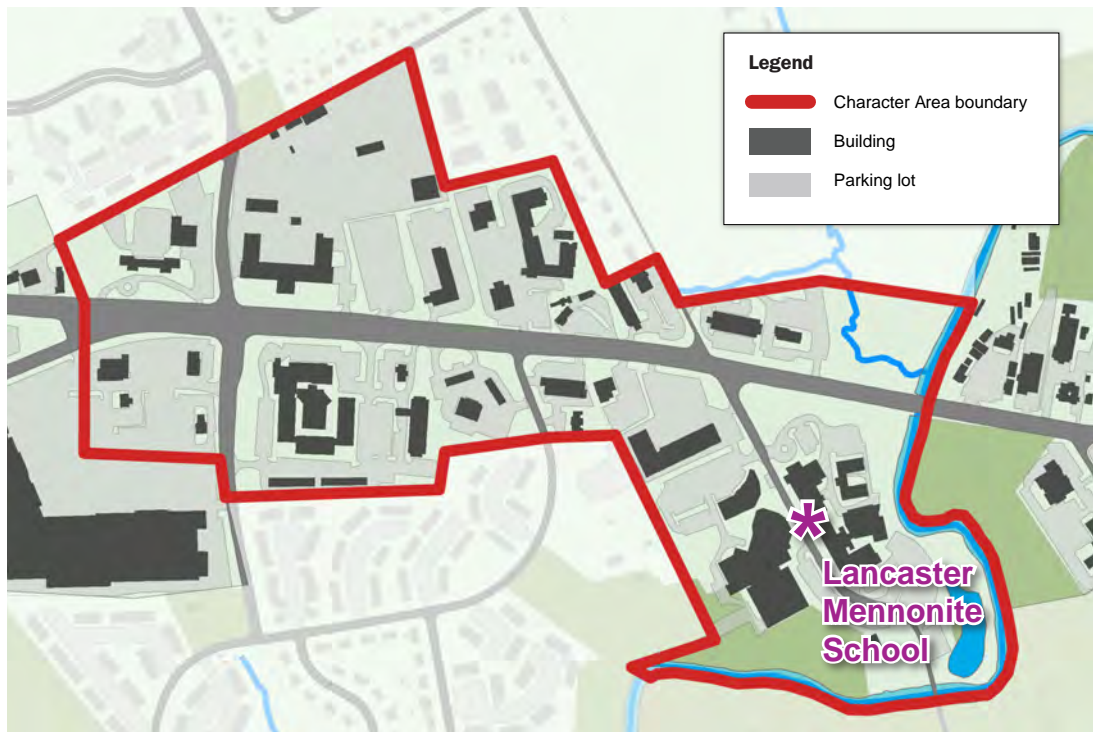 Legend
Character Area boundary
Building
Parking lot
Lancaster
Mennonite
School